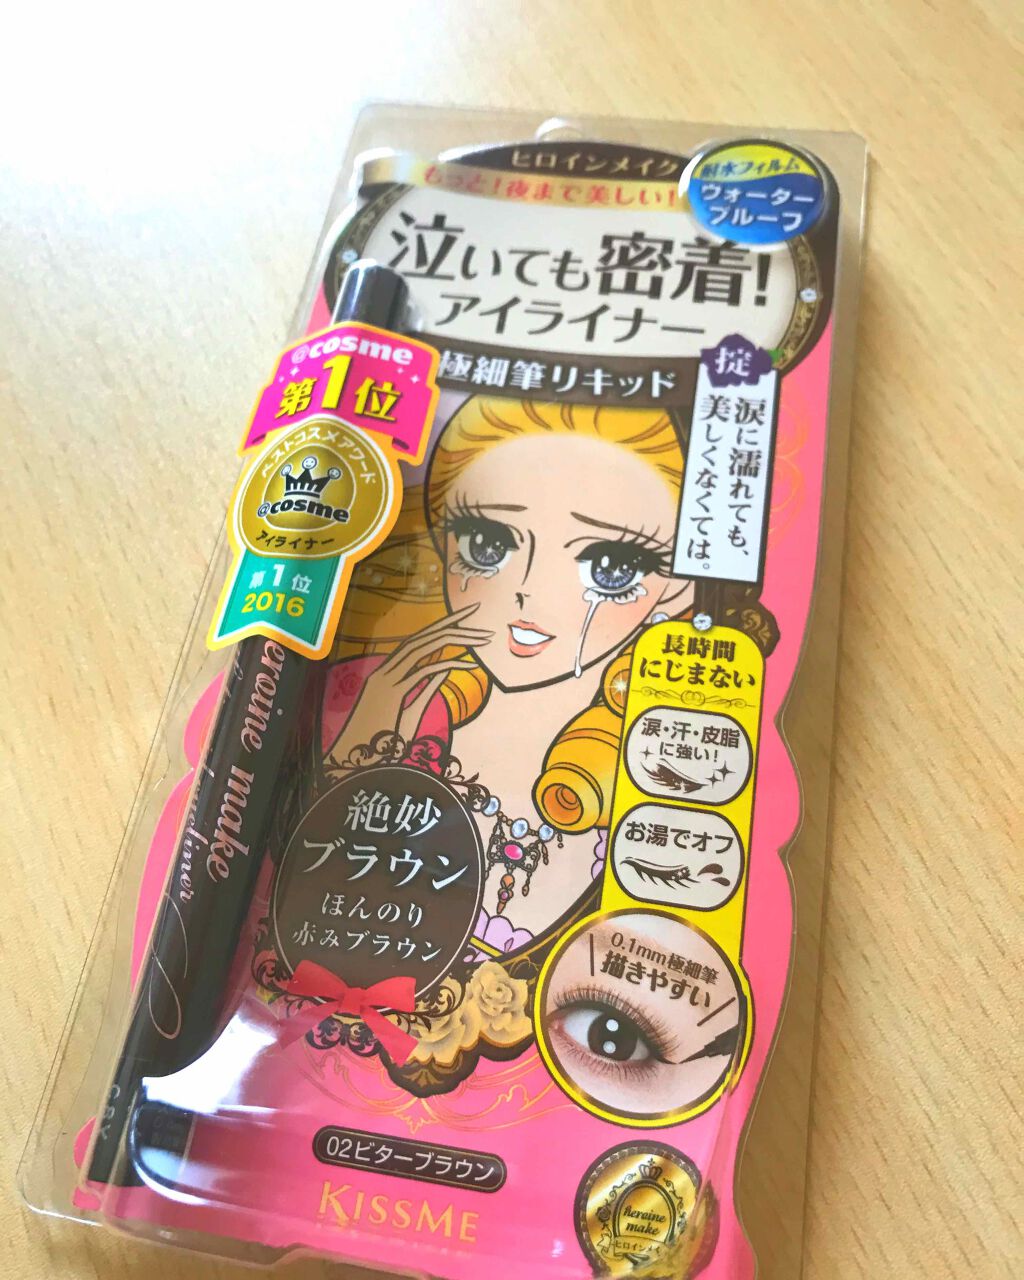 ヒロインメイク
もっと!夜まで美しい!
耐水フィルム
ウォーター
プルーフ
泣いても密着!
アイライナー
極細筆リキッド
掟
涙に濡れても、
美しくなくては。
@cosme
第1位
ベストコスメアワード
@cosme
アイライナー
第1位
2016
長時間
にじまない
涙・汗・皮脂
に強い!
お湯でオフ
0.1mm極細筆
描きやすい
heroine make
絶妙
ブラウン
ほんのり
赤みブラウン
02ビターブラウン
KISSME
heroine
make